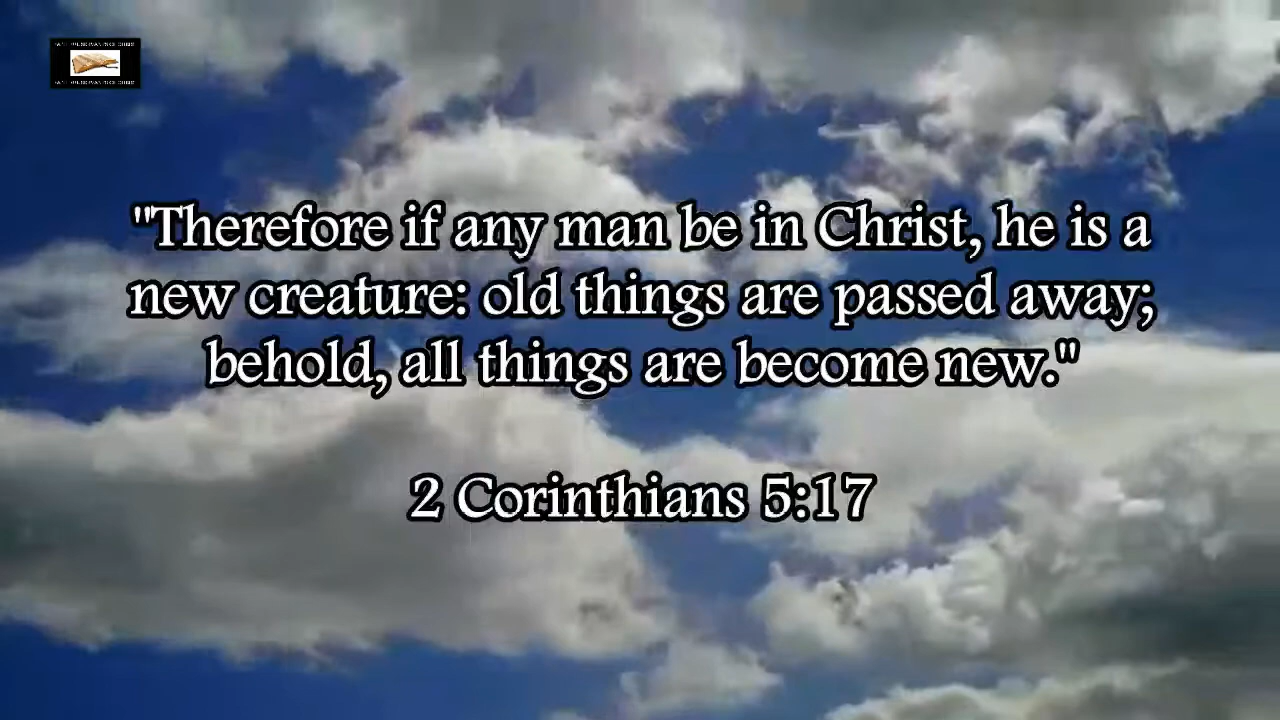 "Therefore if any man be in Christ, he is a
new creature: old things are passed away;
behold, all things are become new."
2 Corinthians 5:17